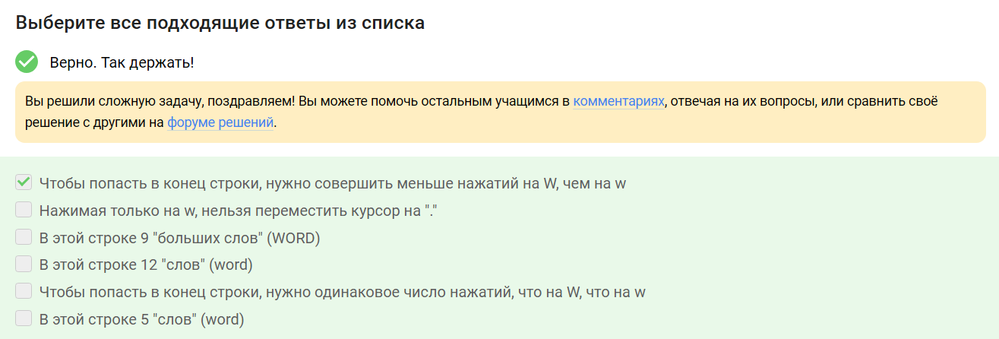 Выберите все подходящие ответы из списка
Верно. Так держать!
Вы решили сложную задачу, поздравляем! Вы можете помочь остальным учащимся в комментариях, отвечая на их вопросы, или сравнить своё
решение с другими на форуме решений.
Чтобы попасть в конец строки, нужно совершить меньше нажатий на W, чем на w
Нажимая только на w, нельзя переместить курсор на "."
В этой строке 9 "больших слов" (WORD)
В этой строке 12 "слов" (word)
Чтобы попасть в конец строки, нужно одинаковое число нажатий, что на W, что на w
В этой строке 5 "слов" (word)